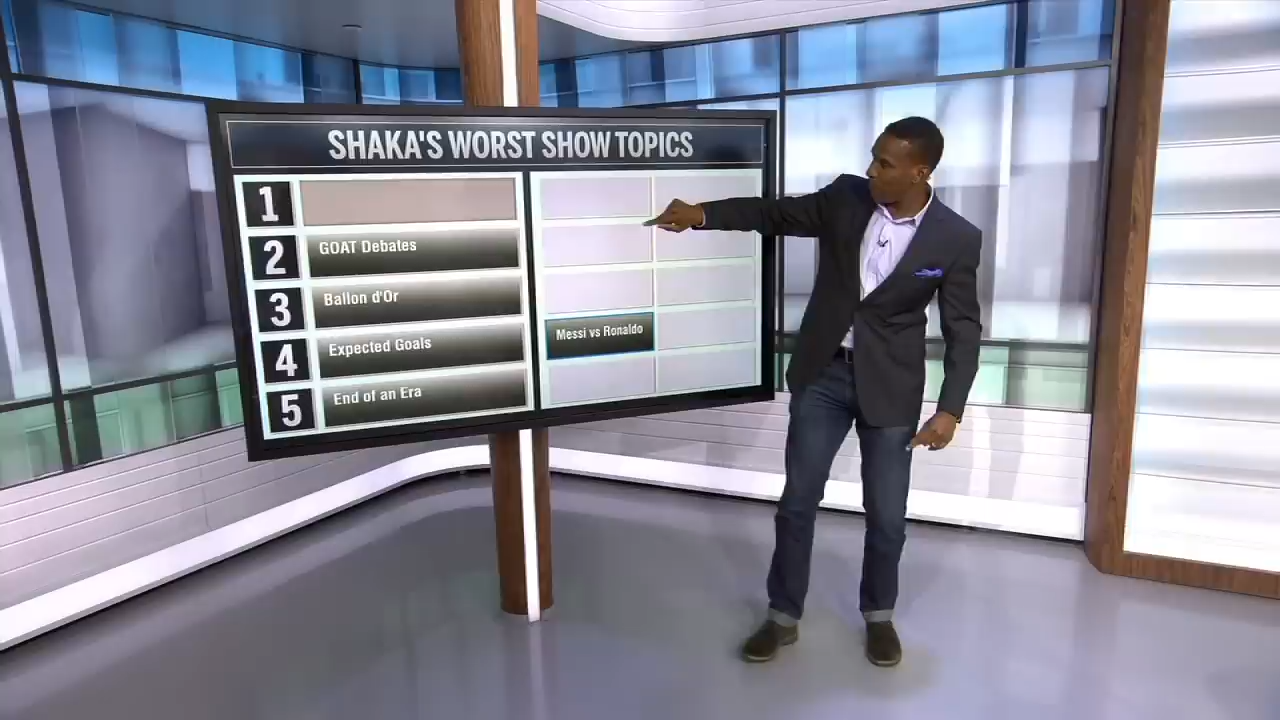 SHAKA'S WORST SHOW TOPICS
1
2 GOAT Debates
3 Ballon d'Or
4 Expected Goals
Messi vs Ronaldo
5 End of an Era